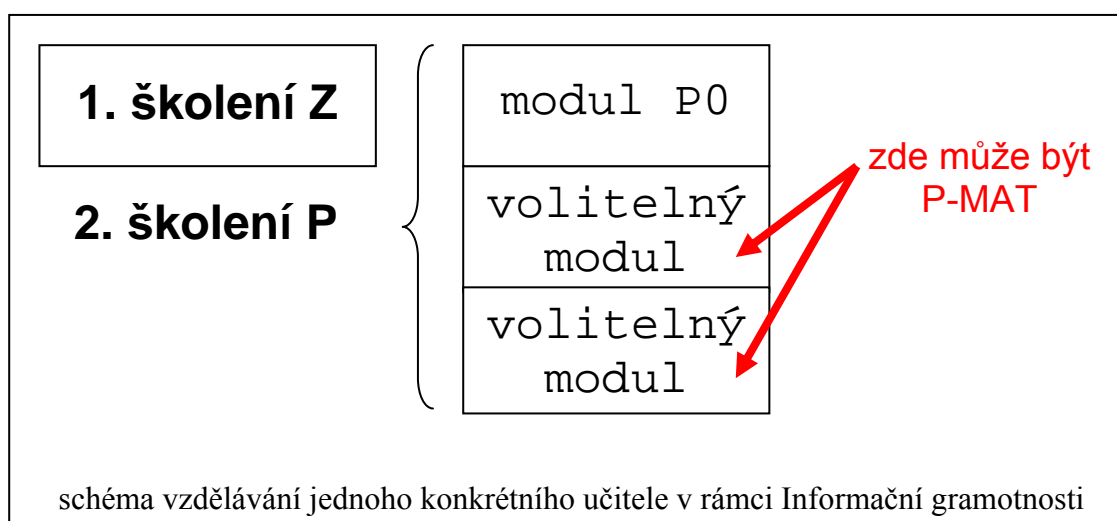 1. školení Z
2. školení P
modul P0
volitelný
modul
volitelný
modul
zde může být
P-MAT
schéma vzdělávání jednoho konkrétního učitele v rámci Informační gramotnosti